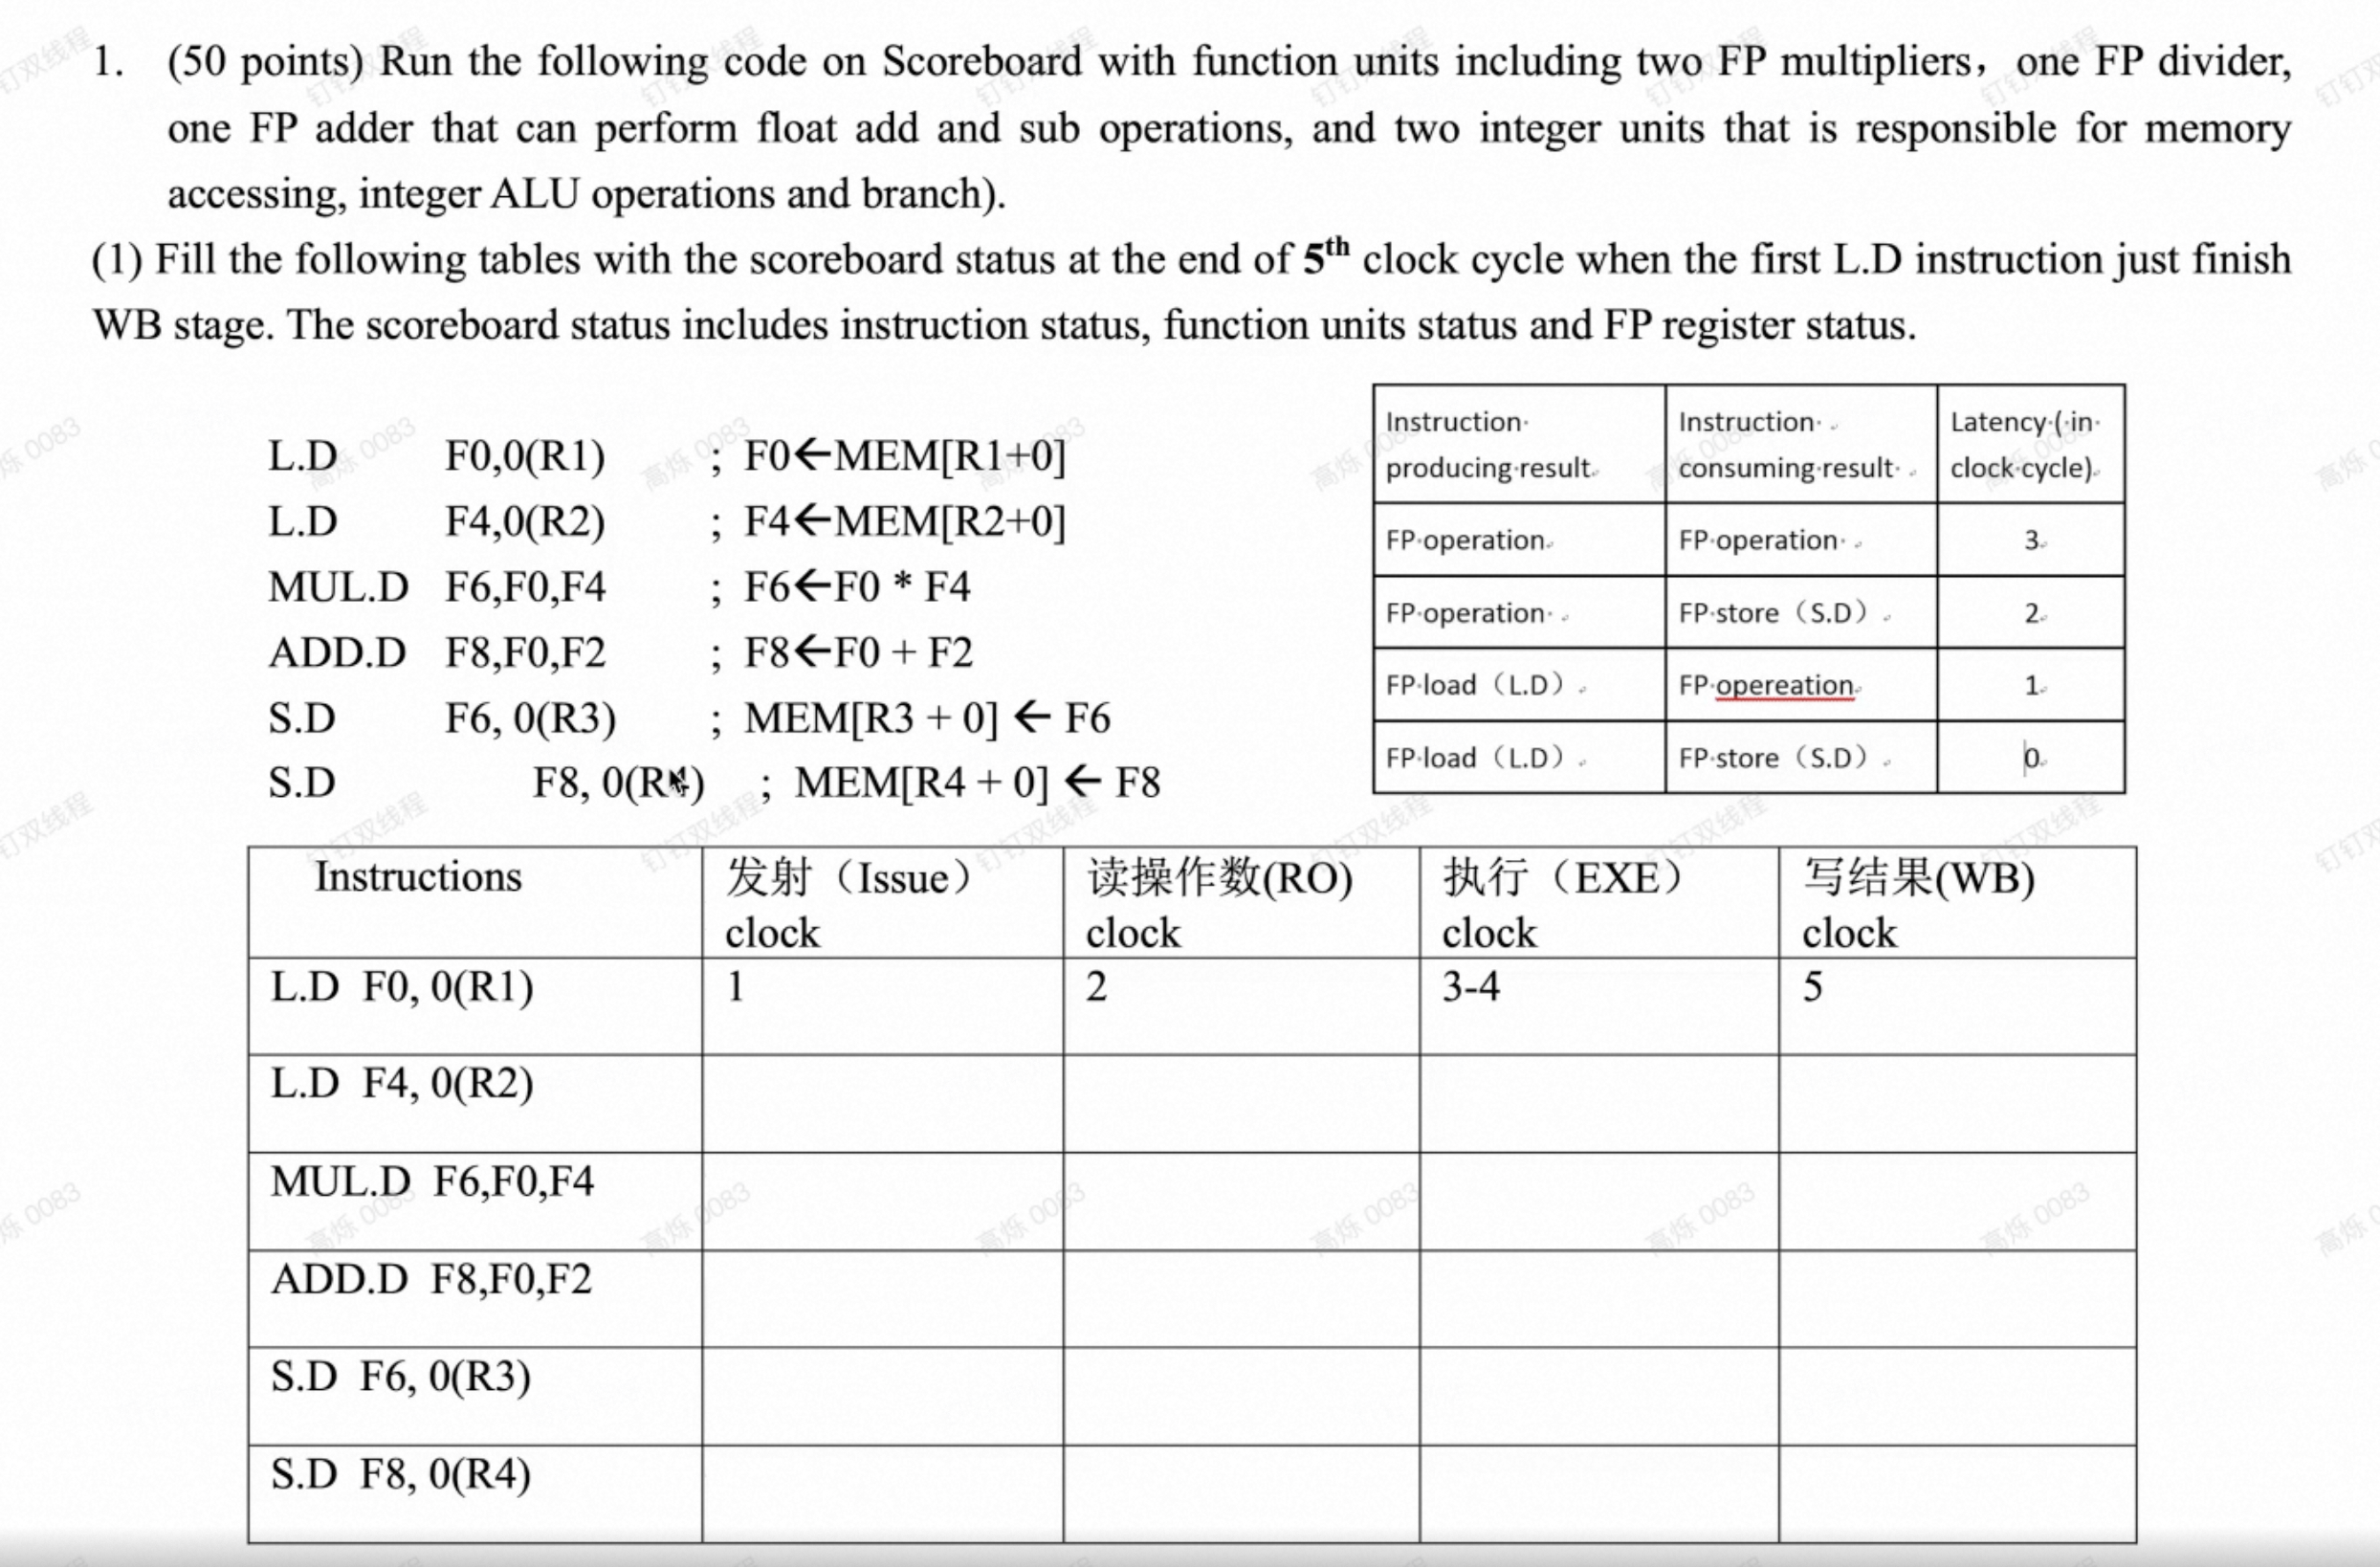 1. (50 points) Run the following code on Scoreboard with function units including two FP multipliers，one FP divider,
one FP adder that can perform float add and sub operations, and two integer units that is responsible for memory
accessing, integer ALU operations and branch).
(1) Fill the following tables with the scoreboard status at the end of 5th clock cycle when the first L.D instruction just finish
WB stage. The scoreboard status includes instruction status, function units status and FP register status.
L.D F0,0(R1) ; F0←MEM[R1+0]
L.D F4,0(R2) ; F4←MEM[R2+0]
MUL.D F6,F0,F4 ; F6←F0 * F4
ADD.D F8,F0,F2 ; F8←F0 + F2
S.D F6, 0(R3) ; MEM[R3 + 0] ← F6
S.D F8, 0(R4) ; MEM[R4 + 0] ← F8
Instruction producing result Instruction consuming result Latency ( in clock cycle)
FP operation FP operation 3
FP operation FP store（S.D） 2
FP load（L.D） FP opereation 1
FP load（L.D） FP store（S.D） 0
Instructions 发射（Issue） clock 读操作数(RO) clock 执行（EXE） clock 写结果(WB) clock
L.D F0, 0(R1) 1 2 3-4 5
L.D F4, 0(R2)
MUL.D F6,F0,F4
ADD.D F8,F0,F2
S.D F6, 0(R3)
S.D F8, 0(R4)
钉钉双线程
高烁 0083